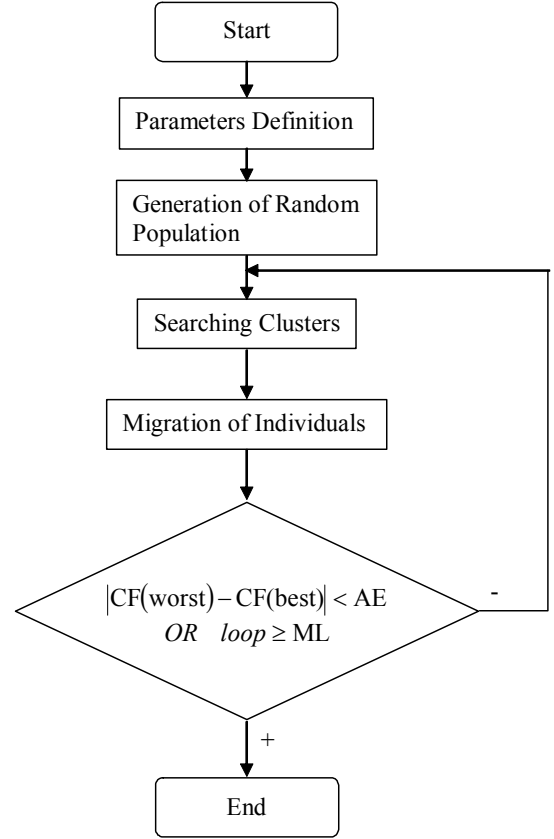 Start
Parameters Definition
Generation of Random
Population
Searching Clusters
Migration of Individuals
|CF(worst) − CF(best)| < AE
OR loop ≥ ML
-
+
End